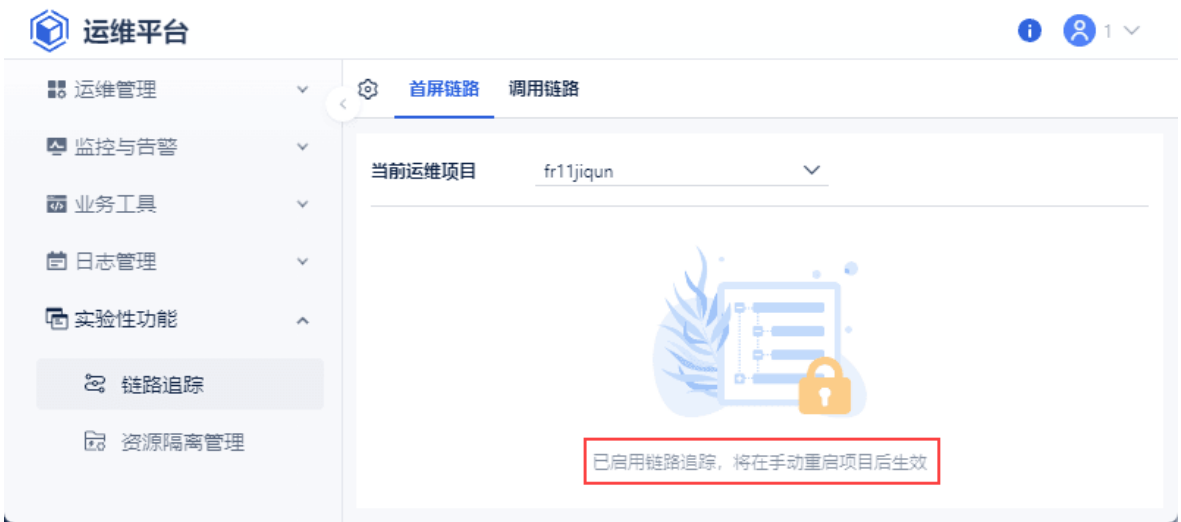 运维平台
1
运维管理
监控与告警
业务工具
日志管理
实验性功能
链路追踪
资源隔离管理
首屏链路
调用链路
当前运维项目
fr11jiqun
已启用链路追踪，将在手动重启项目后生效